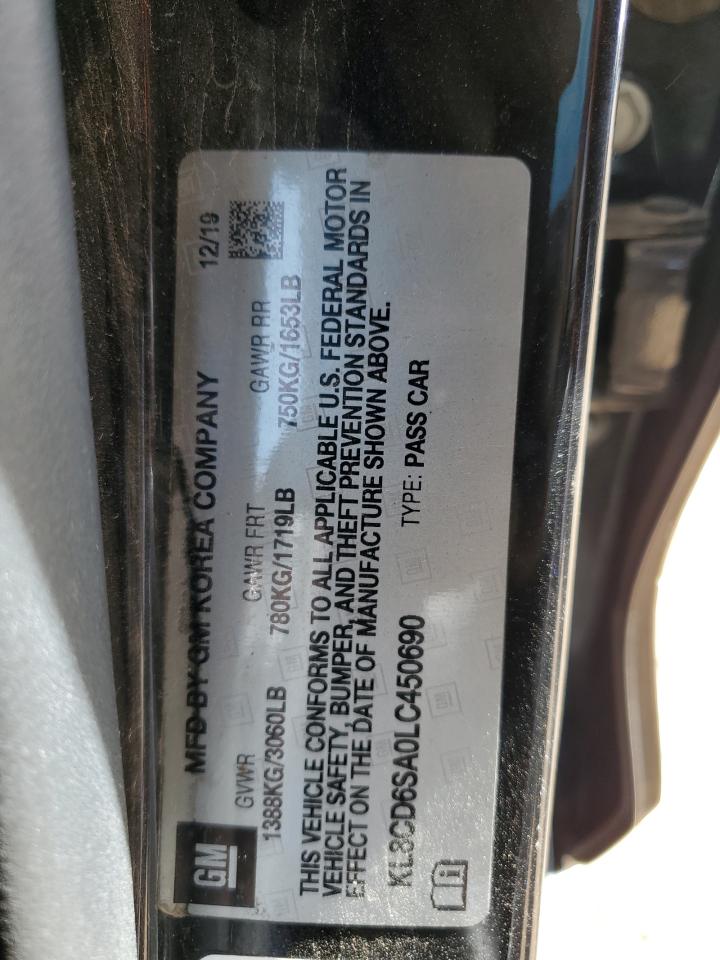 GM
MFD BY GM KOREA COMPANY 12/19
GVWR GAWR FRT GAWR RR
1388KG/3060LB 780KG/1719LB 750KG/1653LB
THIS VEHICLE CONFORMS TO ALL APPLICABLE U.S. FEDERAL MOTOR
VEHICLE SAFETY, BUMPER, AND THEFT PREVENTION STANDARDS IN
EFFECT ON THE DATE OF MANUFACTURE SHOWN ABOVE.
KL8CD6SA0LC450690 TYPE: PASS CAR